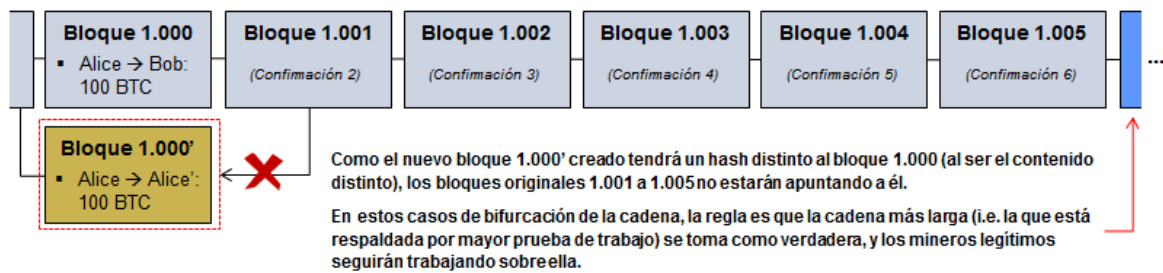 Bloque 1.000
▪ Alice → Bob:
100 BTC
Bloque 1.001
(Confirmación 2)
Bloque 1.002
(Confirmación 3)
Bloque 1.003
(Confirmación 4)
Bloque 1.004
(Confirmación 5)
Bloque 1.005
(Confirmación 6)
...
Bloque 1.000'
▪ Alice → Alice':
100 BTC
Como el nuevo bloque 1.000' creado tendrá un hash distinto al bloque 1.000 (al ser el contenido
distinto), los bloques originales 1.001 a 1.005 no estarán apuntando a él.
En estos casos de bifurcación de la cadena, la regla es que la cadena más larga (i.e. la que está
respaldada por mayor prueba de trabajo) se toma como verdadera, y los mineros legítimos
seguirán trabajando sobre ella.